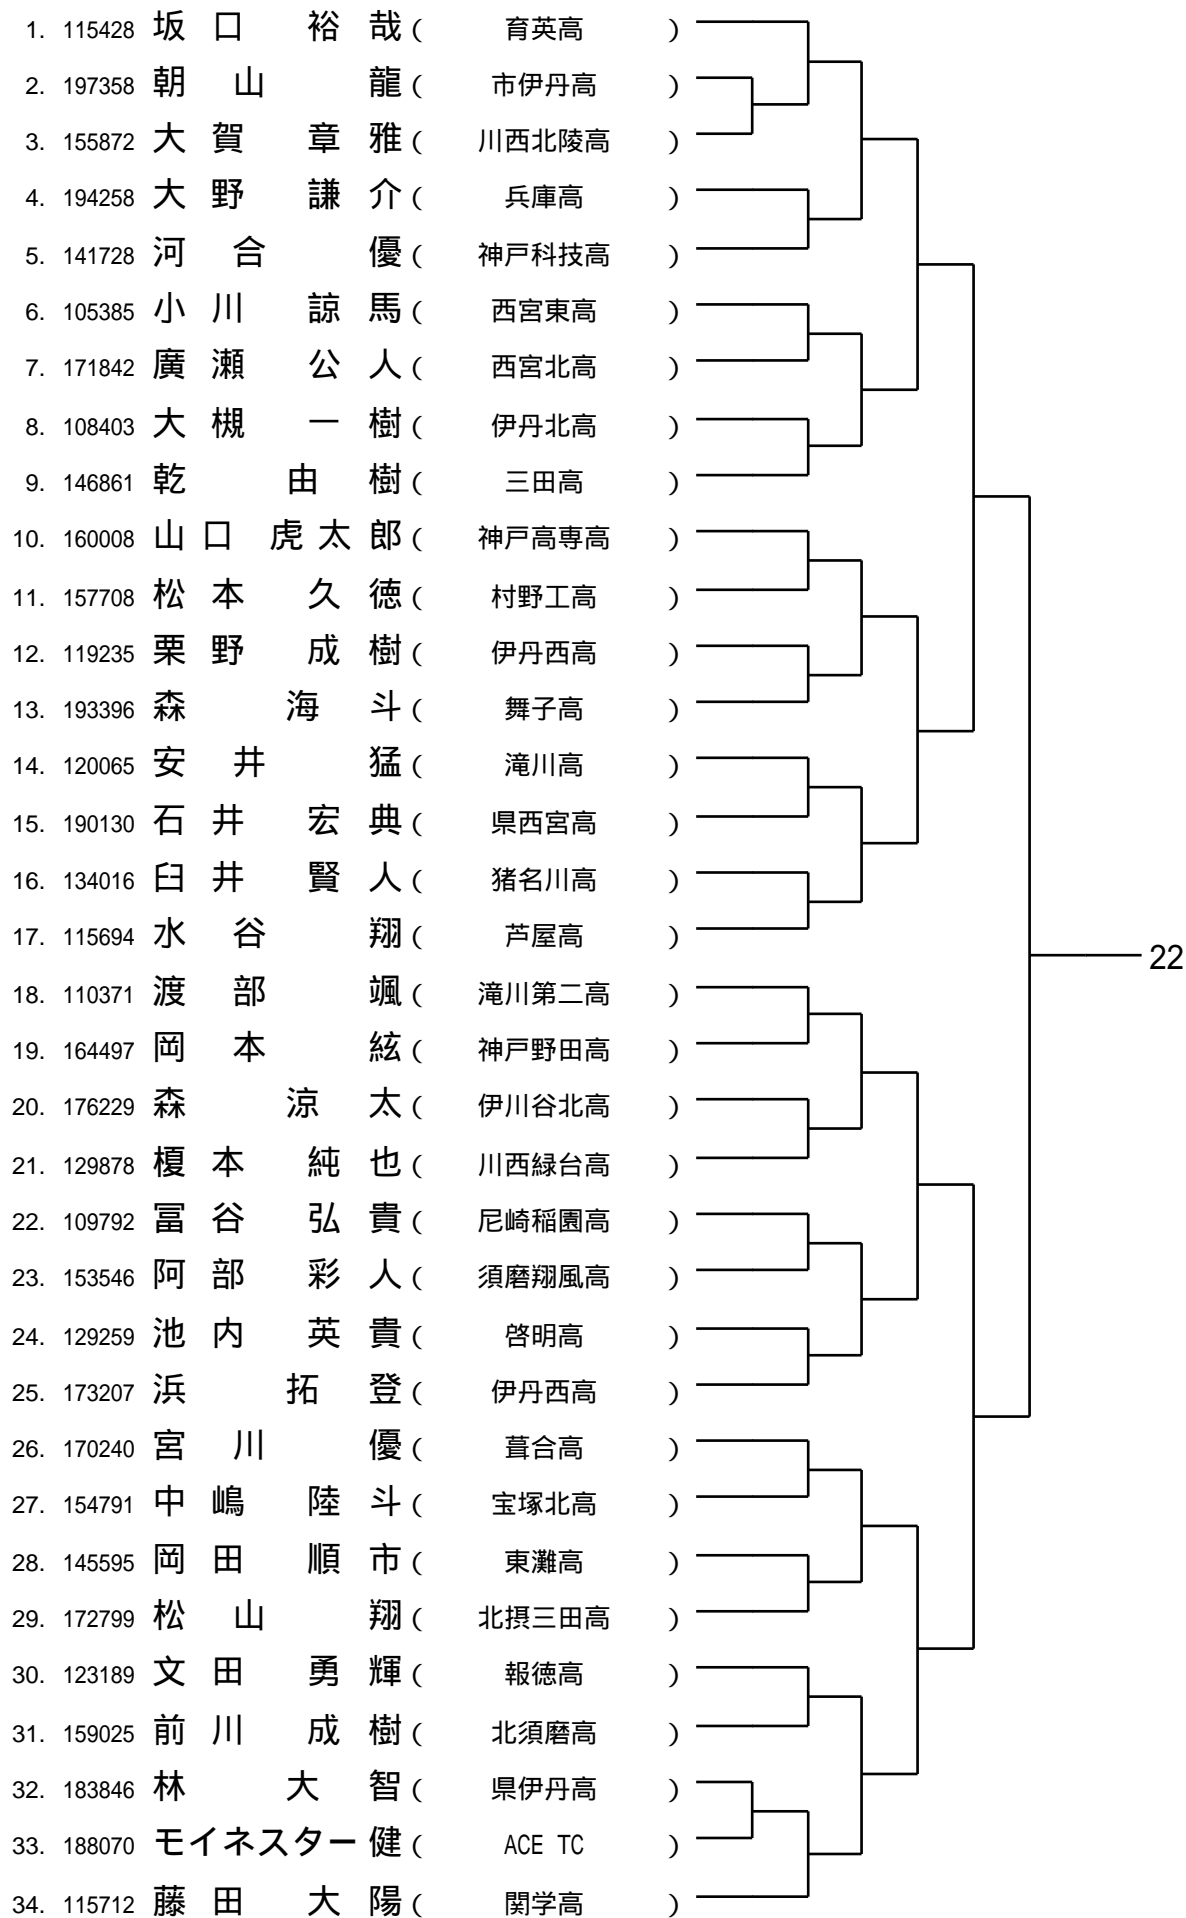 1. 115428 坂口 裕哉 ( 育英高 )
2. 197358 朝山 龍 ( 市伊丹高 )
3. 155872 大賀 章雅 ( 川西北陵高 )
4. 194258 大野 謙介 ( 兵庫高 )
5. 141728 河合 優 ( 神戸科技高 )
6. 105385 小川 諒馬 ( 西宮東高 )
7. 171842 廣瀬 公人 ( 西宮北高 )
8. 108403 大槻 一樹 ( 伊丹北高 )
9. 146861 乾 由樹 ( 三田高 )
10. 160008 山口 虎太郎 ( 神戸高専高 )
11. 157708 松本 久徳 ( 村野工高 )
12. 119235 栗野 成樹 ( 伊丹西高 )
13. 193396 森 海斗 ( 舞子高 )
14. 120065 安井 猛 ( 滝川高 )
15. 190130 石井 宏典 ( 県西宮高 )
16. 134016 臼井 賢人 ( 猪名川高 )
17. 115694 水谷 翔 ( 芦屋高 )
22
18. 110371 渡部 颯 ( 滝川第二高 )
19. 164497 岡本 絃 ( 神戸野田高 )
20. 176229 森 涼太 ( 伊川谷北高 )
21. 129878 榎本 純也 ( 川西緑台高 )
22. 109792 冨谷 弘貴 ( 尼崎稲園高 )
23. 153546 阿部 彩人 ( 須磨翔風高 )
24. 129259 池内 英貴 ( 啓明高 )
25. 173207 浜 拓登 ( 伊丹西高 )
26. 170240 宮川 優 ( 葺合高 )
27. 154791 中嶋 陸斗 ( 宝塚北高 )
28. 145595 岡田 順市 ( 東灘高 )
29. 172799 松山 翔 ( 北摂三田高 )
30. 123189 文田 勇輝 ( 報徳高 )
31. 159025 前川 成樹 ( 北須磨高 )
32. 183846 林 大智 ( 県伊丹高 )
33. 188070 モイネスター 健 ( ACE TC )
34. 115712 藤田 大陽 ( 関学高 )